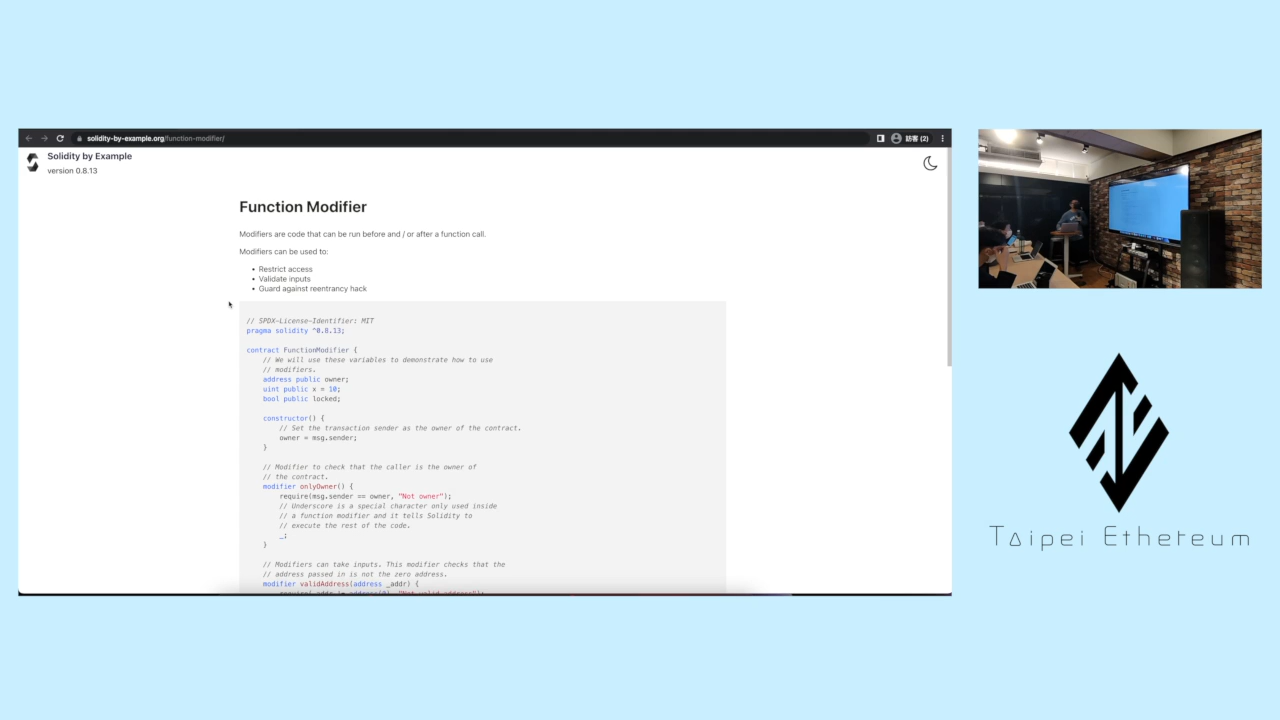 solidity-by-example.org/function-modifier/
訪客 (2)
Solidity by Example
version 0.8.13
Function Modifier
Modifiers are code that can be run before and / or after a function call.
Modifiers can be used to:
• Restrict access
• Validate inputs
• Guard against reentrancy hack
// SPDX-License-Identifier: MIT
pragma solidity ^0.8.13;
contract FunctionModifier {
// We will use these variables to demonstrate how to use
// modifiers.
address public owner;
uint public x = 10;
bool public locked;
constructor() {
// Set the transaction sender as the owner of the contract.
owner = msg.sender;
}
// Modifier to check that the caller is the owner of
// the contract.
modifier onlyOwner() {
require(msg.sender == owner, "Not owner");
// Underscore is a special character only used inside
// a function modifier and it tells Solidity to
// execute the rest of the code.
_;
}
// Modifiers can take inputs. This modifier checks that the
// address passed in is not the zero address.
modifier validAddress(address _addr) {
require(_addr != address(0), "Not valid address");
Taipei Ethereum